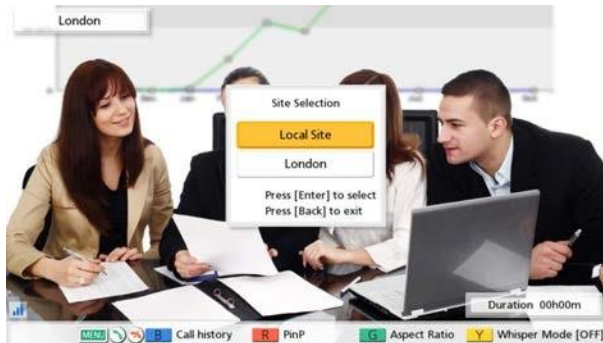 London
Site Selection
Local Site
London
Press [Enter] to select
Press [Back] to exit
Duration 00h00m
MENU B Call history R PinP G Aspect Ratio Y Whisper Mode [OFF]